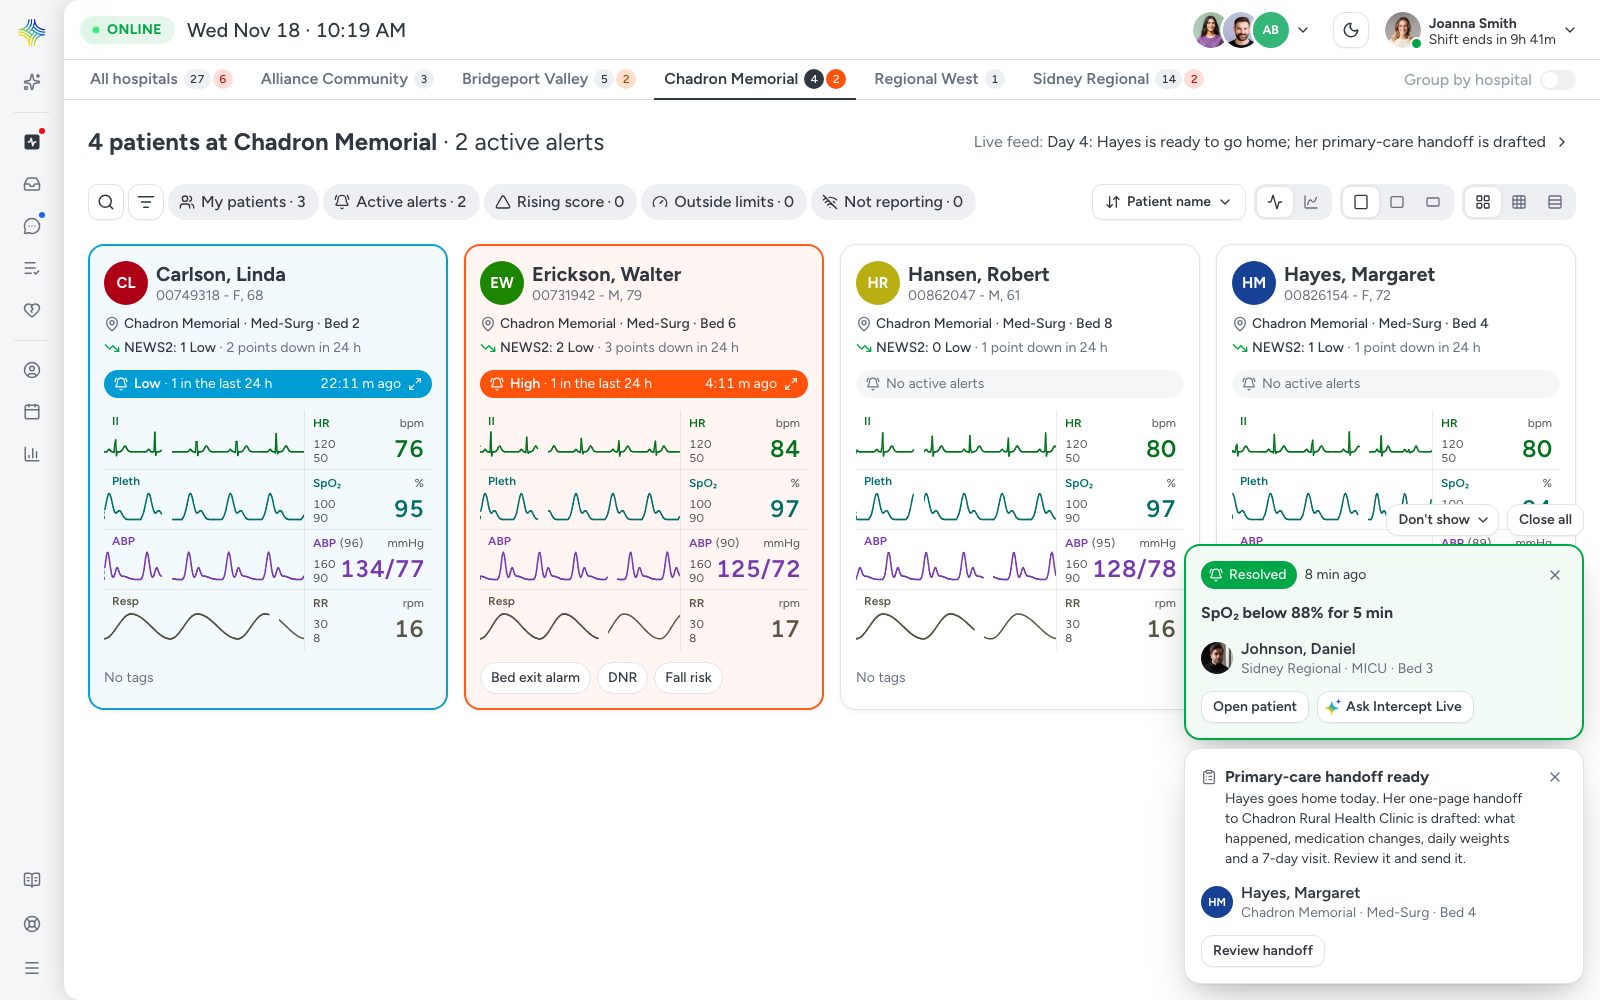 ONLINE Wed Nov 18 · 10:19 AM
AB
Joanna Smith
Shift ends in 9h 41m
All hospitals 27 6 Alliance Community 3 Bridgeport Valley 5 2 Chadron Memorial 4 2 Regional West 1 Sidney Regional 14 2 Group by hospital
4 patients at Chadron Memorial · 2 active alerts
Live feed: Day 4: Hayes is ready to go home; her primary-care handoff is drafted
My patients · 3 Active alerts · 2 Rising score · 0 Outside limits · 0 Not reporting · 0 Patient name
CL
Carlson, Linda
00749318 - F, 68
Chadron Memorial · Med-Surg · Bed 2
NEWS2: 1 Low · 2 points down in 24 h
Low · 1 in the last 24 h 22:11 m ago
II HR bpm
120
50
76
Pleth SpO₂ %
100
90
95
ABP ABP (96) mmHg
160
90
134/77
Resp RR rpm
30
8
16
No tags
EW
Erickson, Walter
00731942 - M, 79
Chadron Memorial · Med-Surg · Bed 6
NEWS2: 2 Low · 3 points down in 24 h
High · 1 in the last 24 h 4:11 m ago
II HR bpm
120
50
84
Pleth SpO₂ %
100
90
97
ABP ABP (90) mmHg
160
90
125/72
Resp RR rpm
30
8
17
Bed exit alarm DNR Fall risk
HR
Hansen, Robert
00862047 - M, 61
Chadron Memorial · Med-Surg · Bed 8
NEWS2: 0 Low · 1 point down in 24 h
No active alerts
II HR bpm
120
50
80
Pleth SpO₂ %
100
90
97
ABP ABP (95) mmHg
160
90
128/78
Resp RR rpm
30
8
16
No tags
HM
Hayes, Margaret
00826154 - F, 72
Chadron Memorial · Med-Surg · Bed 4
NEWS2: 1 Low · 1 point down in 24 h
No active alerts
II HR bpm
120
50
80
Pleth SpO₂ %
ABP ABP (89) mmHg
Don't show Close all
Resolved 8 min ago
SpO₂ below 88% for 5 min
Johnson, Daniel
Sidney Regional · MICU · Bed 3
Open patient Ask Intercept Live
Primary-care handoff ready
Hayes goes home today. Her one-page handoff
to Chadron Rural Health Clinic is drafted: what
happened, medication changes, daily weights
and a 7-day visit. Review it and send it.
HM
Hayes, Margaret
Chadron Memorial · Med-Surg · Bed 4
Review handoff